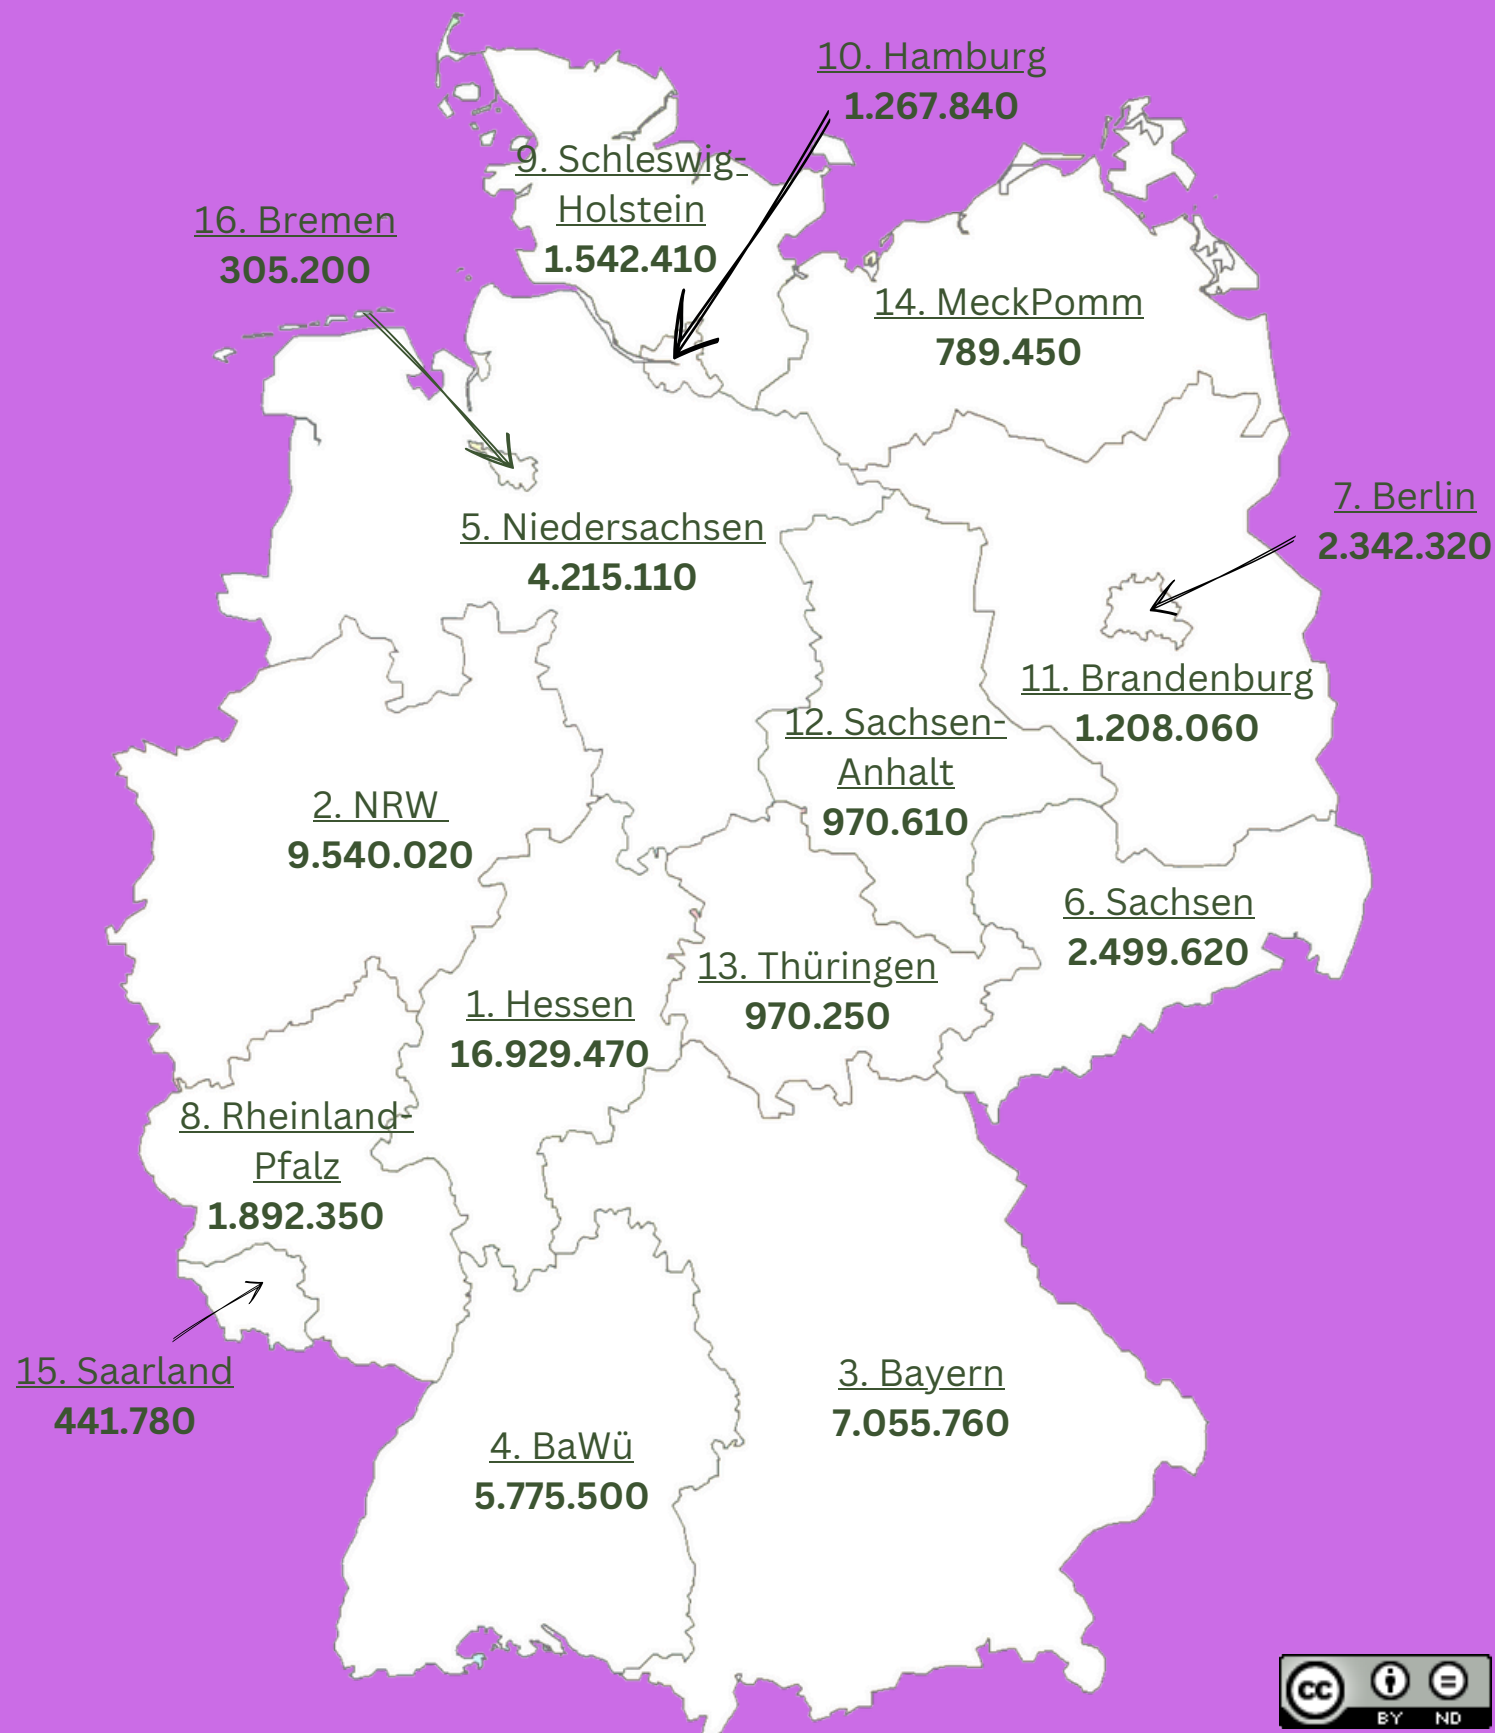 10. Hamburg
1.267.840
9. Schleswig-
Holstein
1.542.410
16. Bremen
305.200
14. MeckPomm
789.450
7. Berlin
2.342.320
5. Niedersachsen
4.215.110
11. Brandenburg
1.208.060
12. Sachsen-
Anhalt
970.610
2. NRW
9.540.020
6. Sachsen
2.499.620
13. Thüringen
970.250
1. Hessen
16.929.470
8. Rheinland-
Pfalz
1.892.350
15. Saarland
441.780
3. Bayern
7.055.760
4. BaWü
5.775.500
cc
BY ND